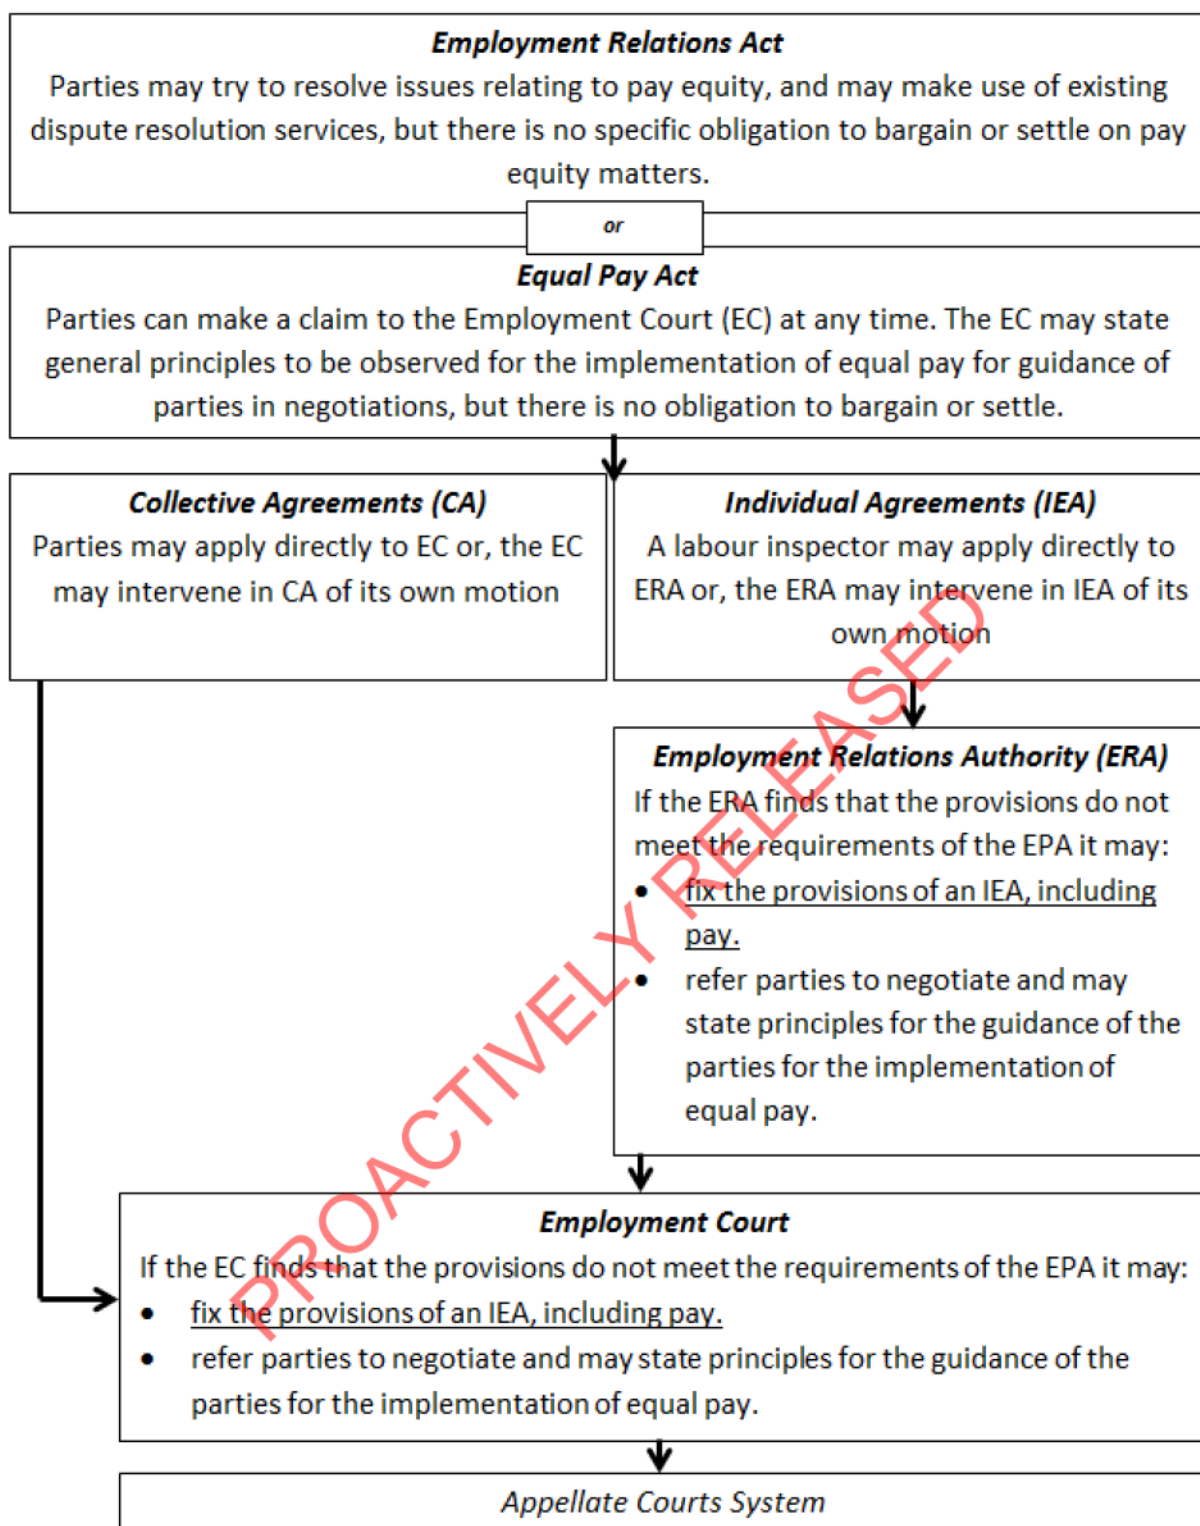 Employment Relations Act
Parties may try to resolve issues relating to pay equity, and may make use of existing
dispute resolution services, but there is no specific obligation to bargain or settle on pay
equity matters.
or
Equal Pay Act
Parties can make a claim to the Employment Court (EC) at any time. The EC may state
general principles to be observed for the implementation of equal pay for guidance of
parties in negotiations, but there is no obligation to bargain or settle.
Collective Agreements (CA)
Parties may apply directly to EC or, the EC
may intervene in CA of its own motion
Individual Agreements (IEA)
A labour inspector may apply directly to
ERA or, the ERA may intervene in IEA of its
own motion
Employment Relations Authority (ERA)
If the ERA finds that the provisions do not
meet the requirements of the EPA it may:
• fix the provisions of an IEA, including
pay.
• refer parties to negotiate and may
state principles for the guidance of the
parties for the implementation of
equal pay.
Employment Court
If the EC finds that the provisions do not meet the requirements of the EPA it may:
• fix the provisions of an IEA, including pay.
• refer parties to negotiate and may state principles for the guidance of the
parties for the implementation of equal pay.
Appellate Courts System
PROACTIVELY RELEASED